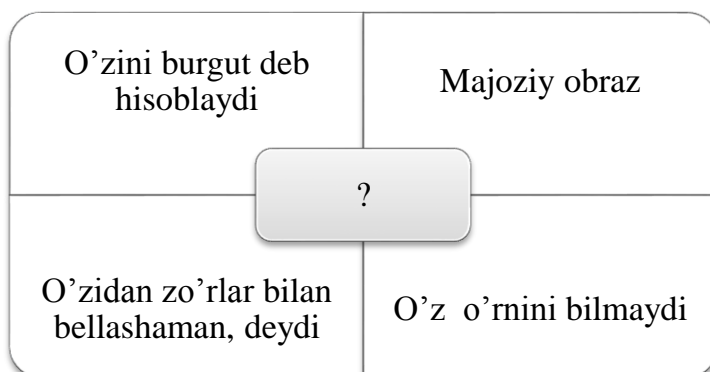 O’zini burgut deb
hisoblaydi
Majoziy obraz
?
O’zidan zo’rlar bilan
bellashaman, deydi
O’z o’rnini bilmaydi